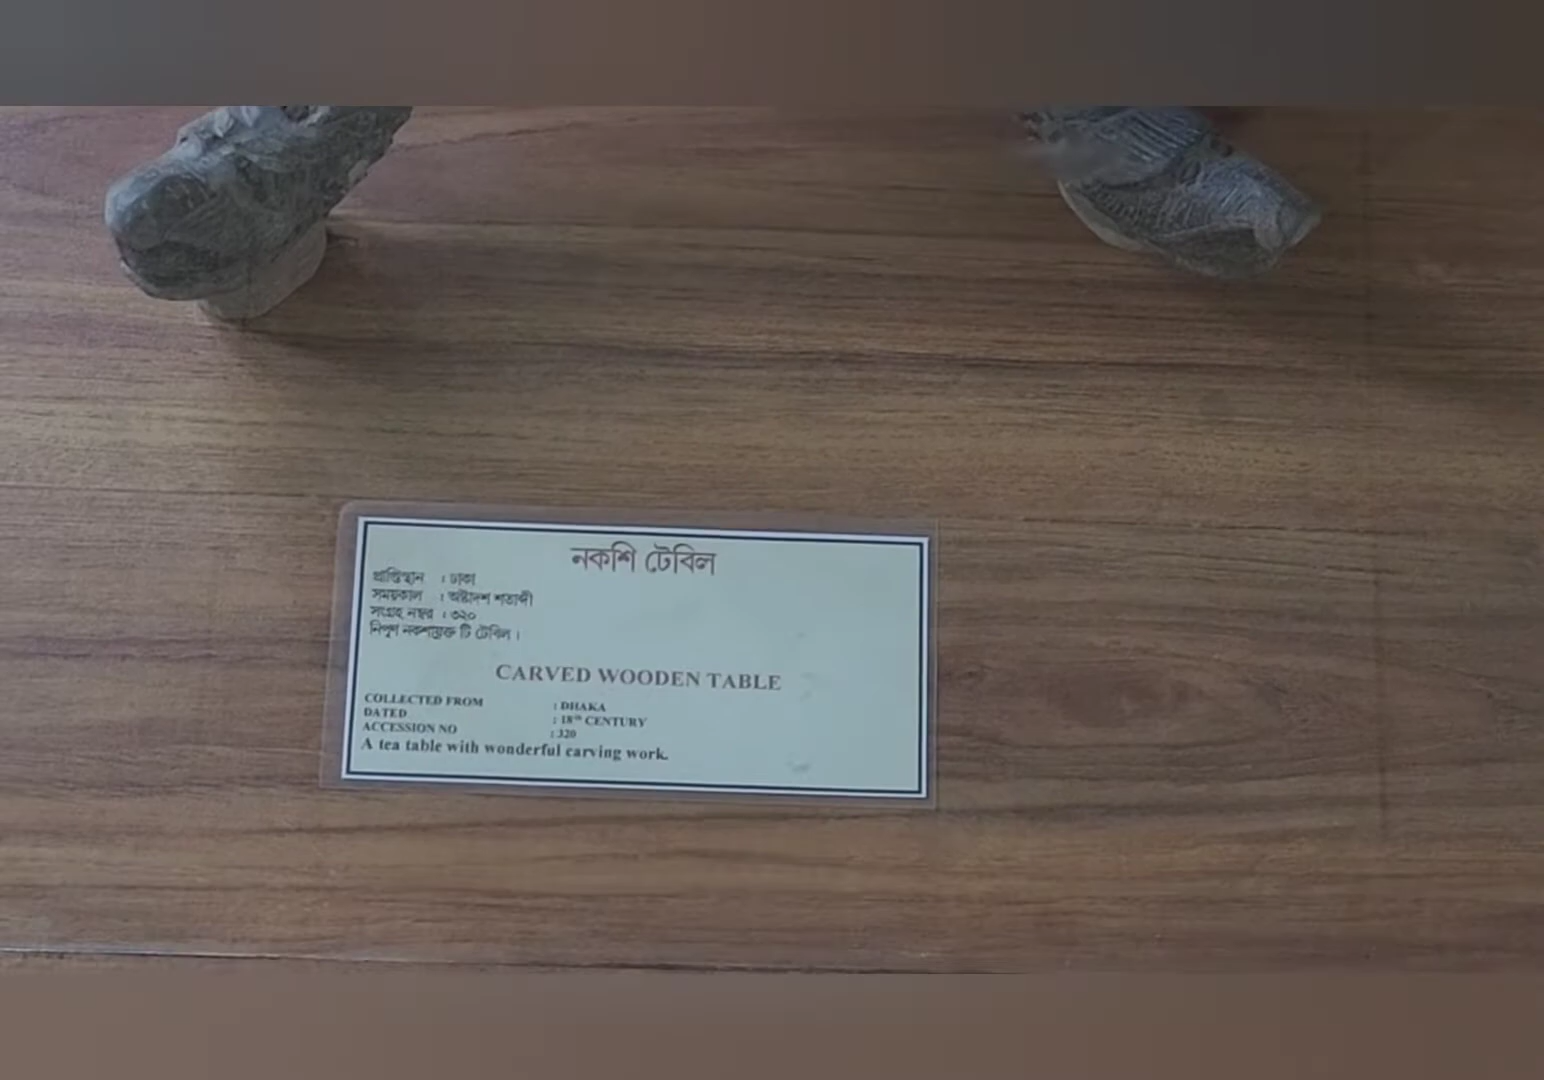 নকশি টেবিল
প্রাপ্তিস্থান : ঢাকা
সময়কাল : অষ্টাদশ শতাব্দী
সংগ্রহ নম্বর : ৩২০
নিপুণ নকশাযুক্ত টি টেবিল।
CARVED WOODEN TABLE
COLLECTED FROM : DHAKA
DATED : 18th CENTURY
ACCESSION NO : 320
A tea table with wonderful carving work.